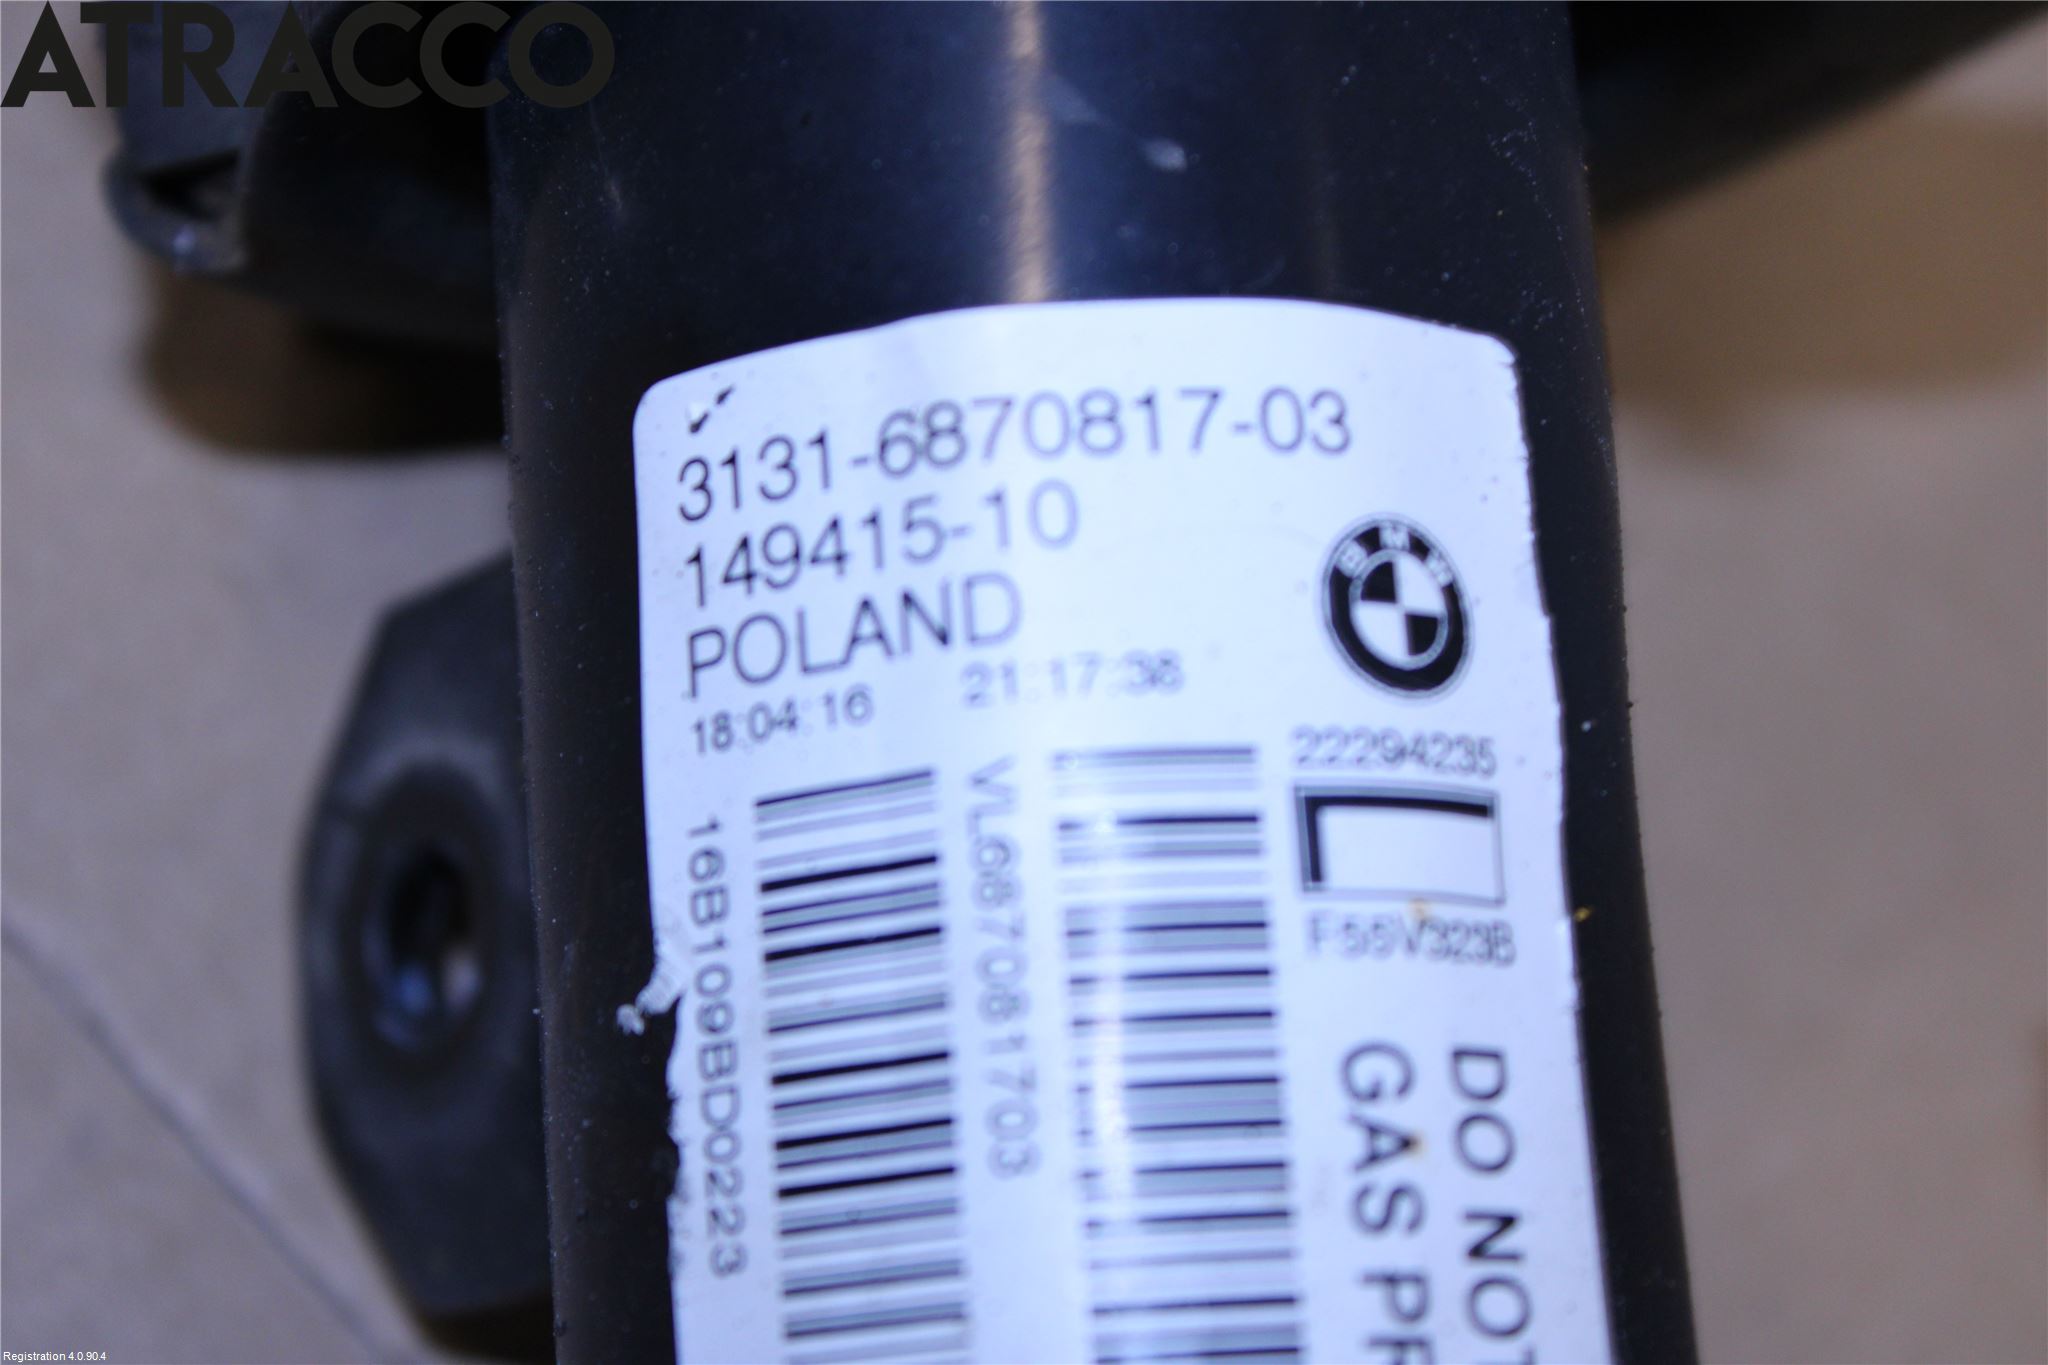 ATRACCO
3131-6870817-03
149415-10
POLAND
18:04:16 21:17:38
BMW
22294235
L
F55V323B
16B109BD0223
VL687081703
DO NOT
GAS PR
Registration 4.0.90.4